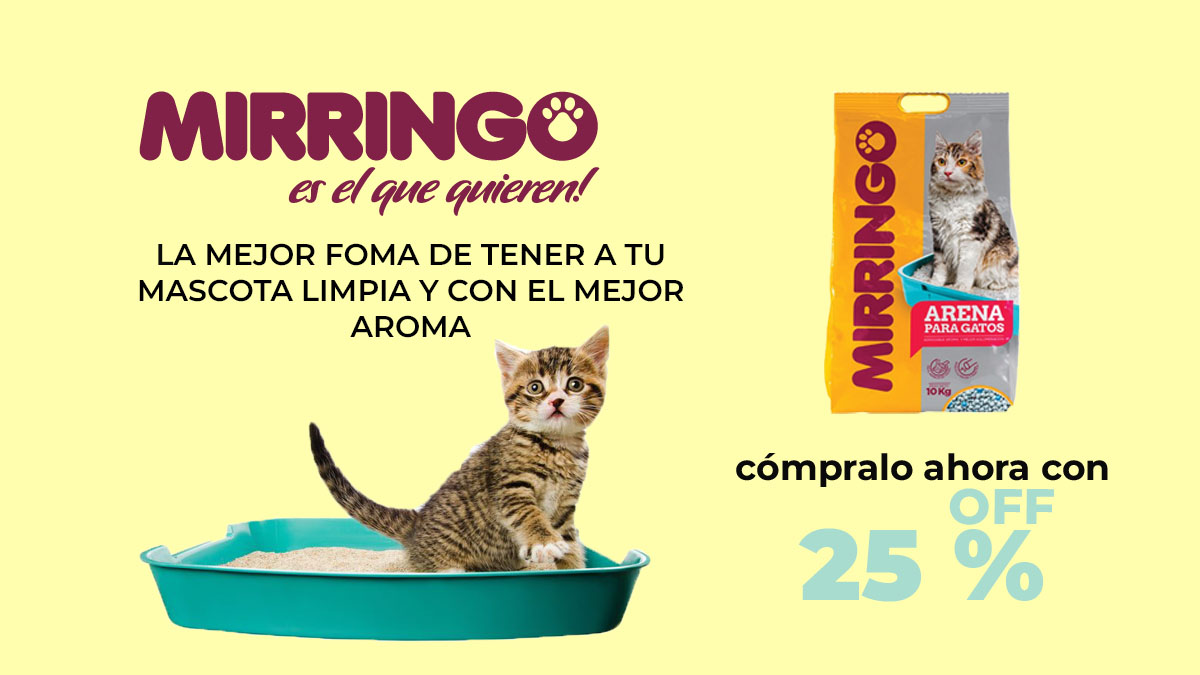 MIRRINGO
es el que quieren!
LA MEJOR FOMA DE TENER A TU
MASCOTA LIMPIA Y CON EL MEJOR
AROMA
MIRRINGO
ARENA
PARA GATOS
10 Kg
cómpralo ahora con
OFF
25 %